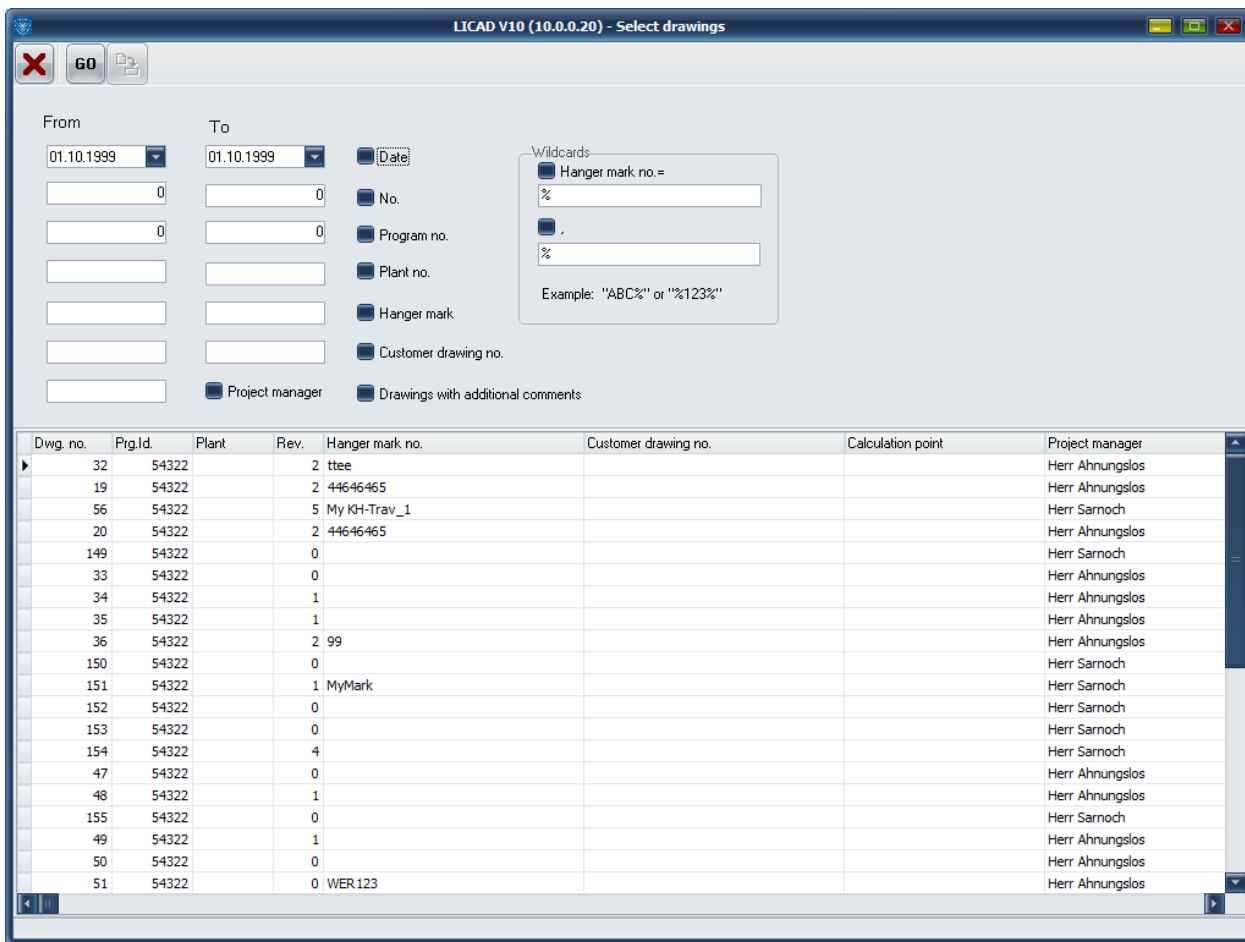 LICAD V10 (10.0.0.20) - Select drawings
GO
From To
01.10.1999 01.10.1999 Date
0 0 No.
0 0 Program no.
Plant no.
Hanger mark
Customer drawing no.
Project manager Drawings with additional comments
Wildcards
Hanger mark no.=
%
,
%
Example: "ABC%" or "%123%"
Dwg. no. Prg.Id. Plant Rev. Hanger mark no. Customer drawing no. Calculation point Project manager
32 54322 2 ttee Herr Ahnungslos
19 54322 2 44646465 Herr Ahnungslos
56 54322 5 My KH-Trav_1 Herr Sarnoch
20 54322 2 44646465 Herr Ahnungslos
149 54322 0 Herr Sarnoch
33 54322 0 Herr Ahnungslos
34 54322 1 Herr Ahnungslos
35 54322 1 Herr Ahnungslos
36 54322 2 99 Herr Ahnungslos
150 54322 0 Herr Sarnoch
151 54322 1 MyMark Herr Sarnoch
152 54322 0 Herr Sarnoch
153 54322 0 Herr Sarnoch
154 54322 4 Herr Sarnoch
47 54322 0 Herr Ahnungslos
48 54322 1 Herr Ahnungslos
155 54322 0 Herr Sarnoch
49 54322 1 Herr Ahnungslos
50 54322 0 Herr Ahnungslos
51 54322 0 WER123 Herr Ahnungslos